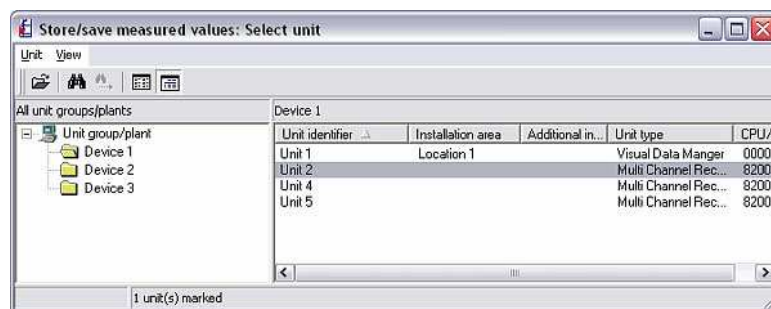 Store/save measured values: Select unit
Unit View
All unit groups/plants Device 1
Unit group/plant
Device 1
Device 2
Device 3
Unit identifier Installation area Additional in... Unit type CPU/
Unit 1 Location 1 Visual Data Manger 0000
Unit 2 Multi Channel Rec... 8200
Unit 4 Multi Channel Rec... 8200
Unit 5 Multi Channel Rec... 8200
1 unit(s) marked